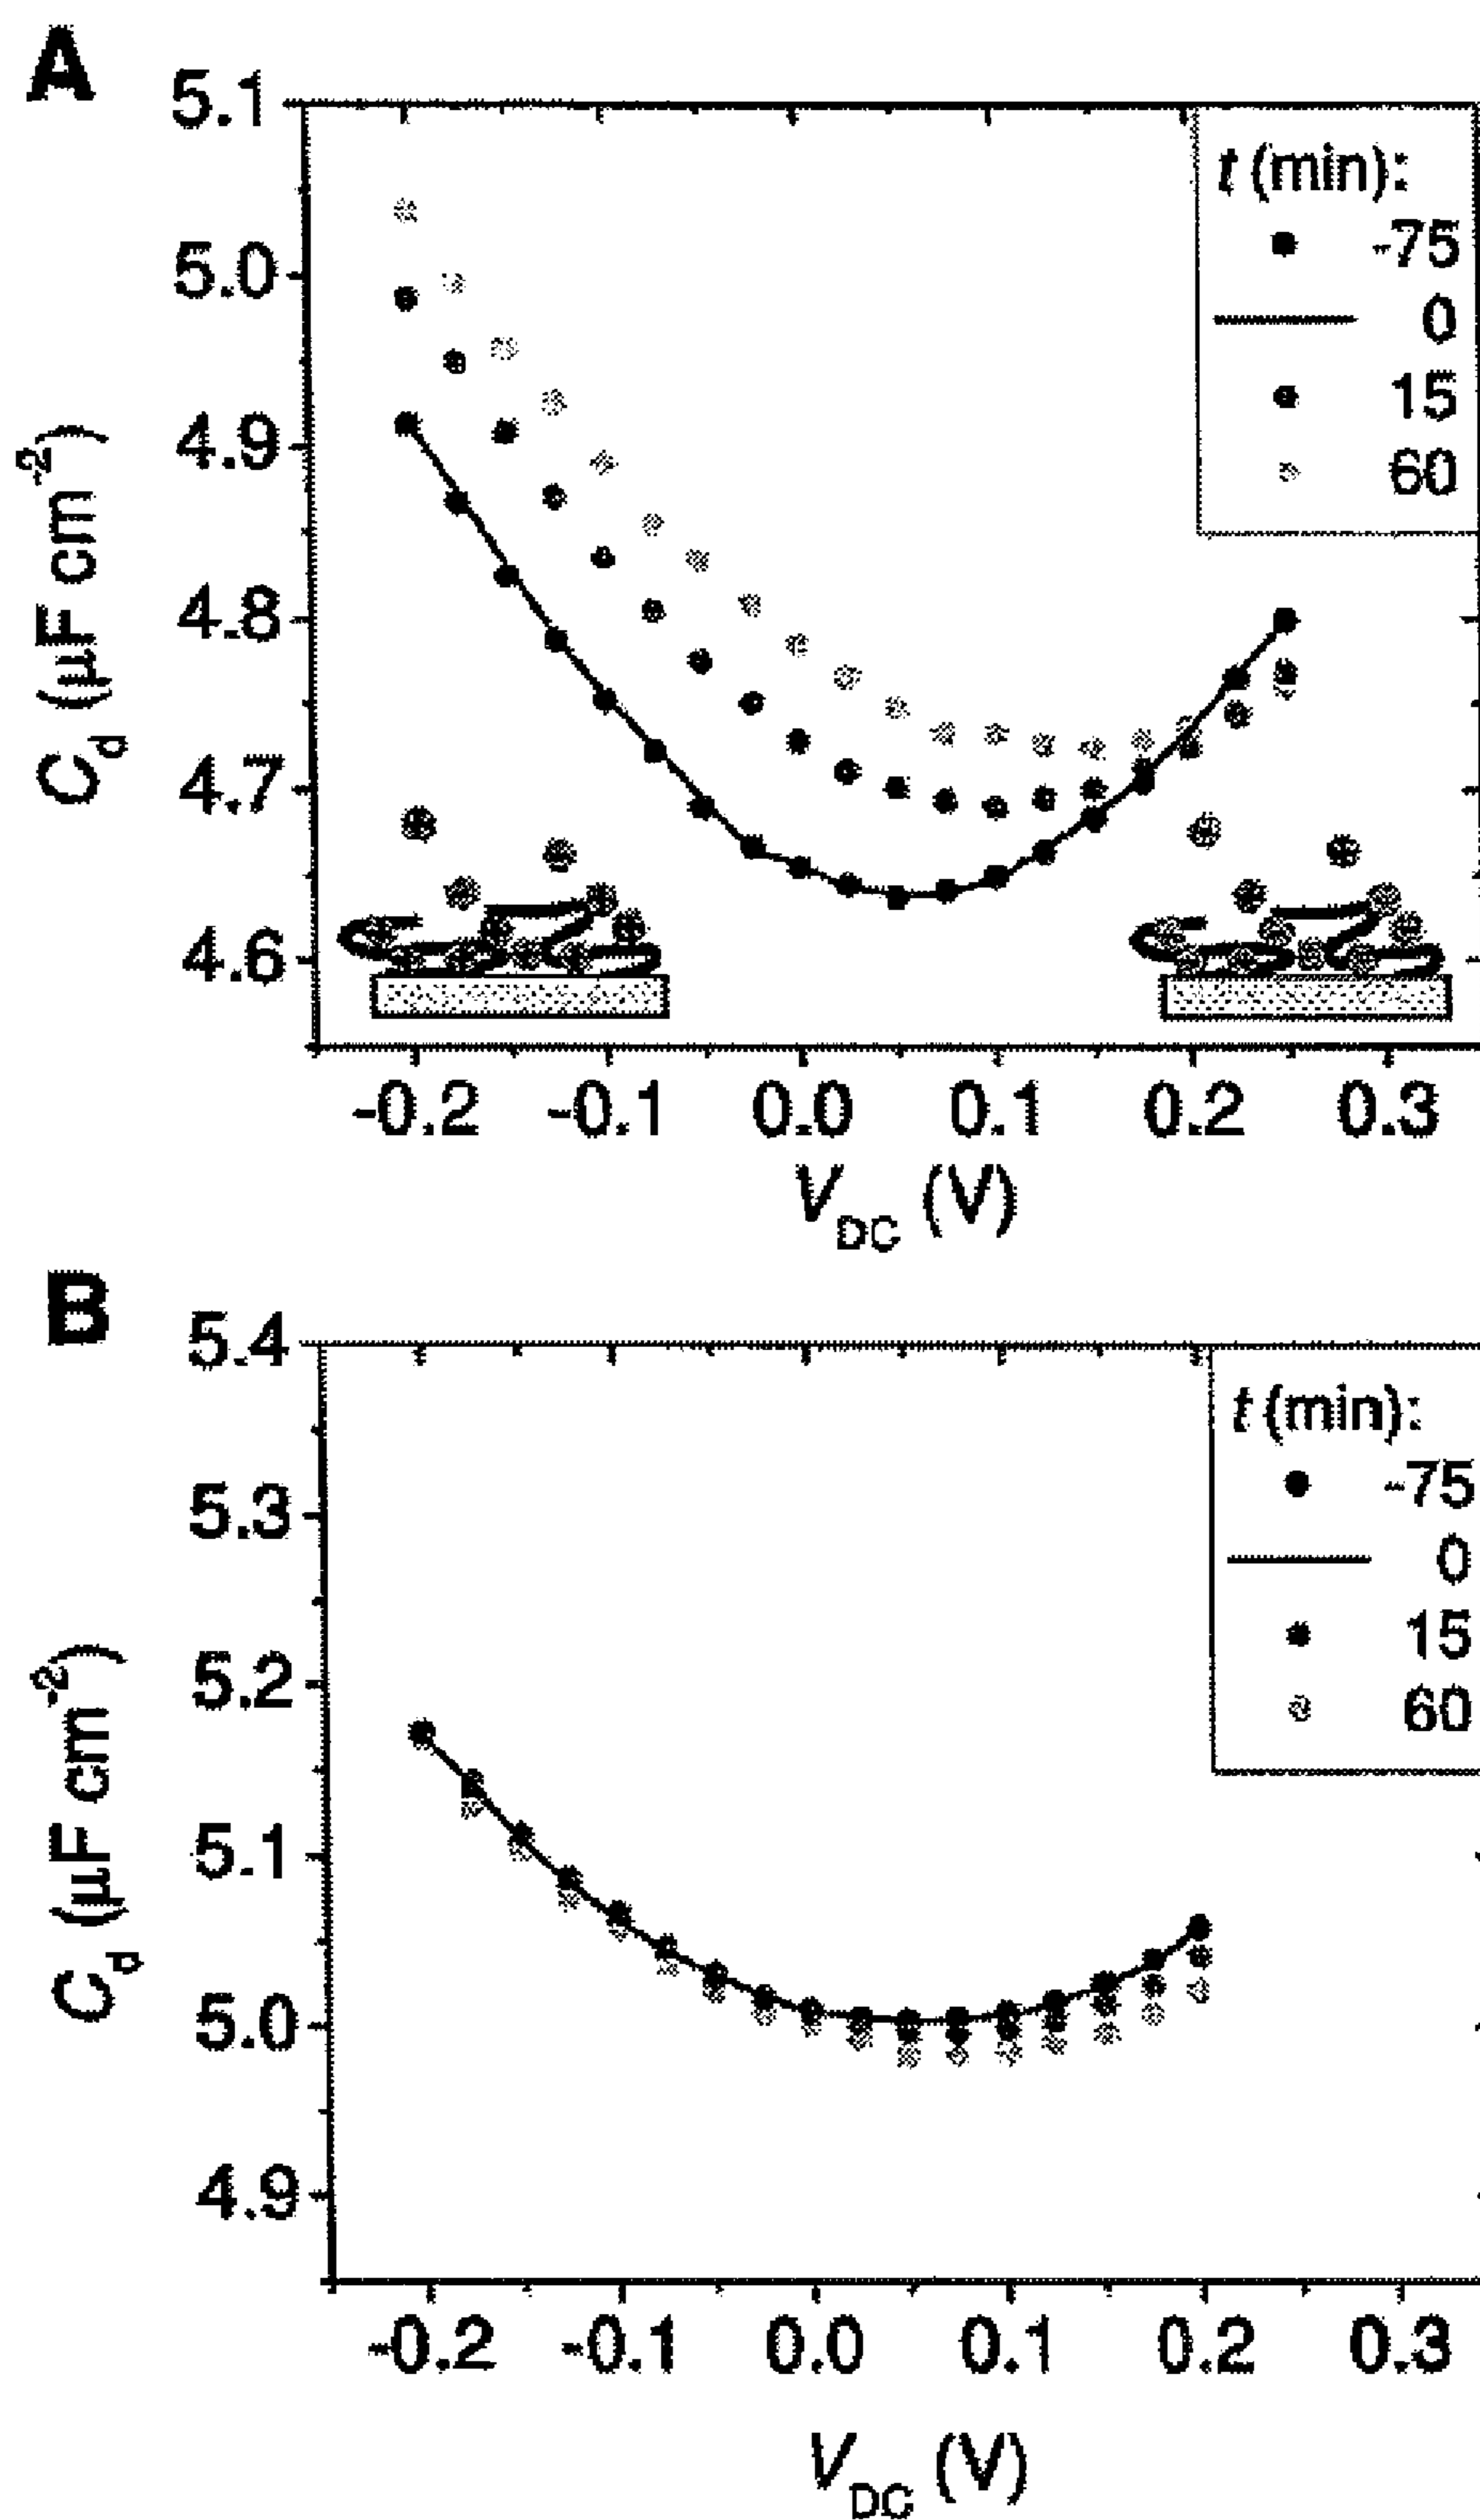 A
5.1
5.0
4.9
4.8
4.7
4.6
C_d (µF cm⁻²)
t (min):
-75
0
15
60
-0.2 -0.1 0.0 0.1 0.2 0.3
V_DC (V)
B
5.4
5.3
5.2
5.1
5.0
4.9
C_d (µF cm⁻²)
t (min):
-75
0
15
60
-0.2 -0.1 0.0 0.1 0.2 0.3
V_DC (V)